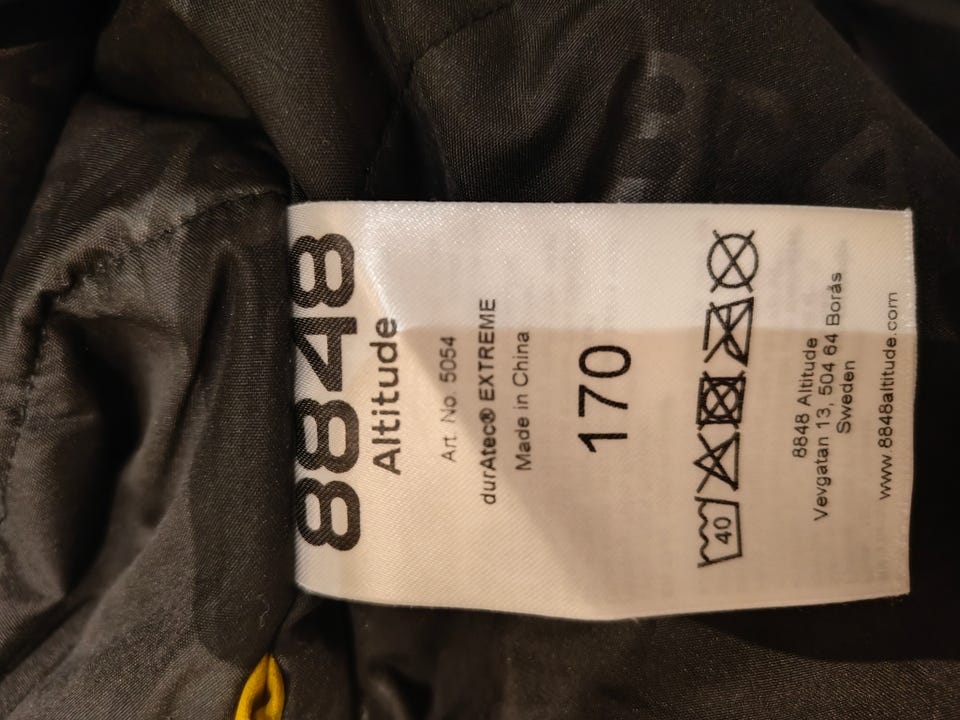 8848
Altitude
Art. No. 5054
durAtec® EXTREME
Made in China
170
40
8848 Altitude
Vevgatan 13, 504 64 Borås
Sweden
www.8848altitude.com